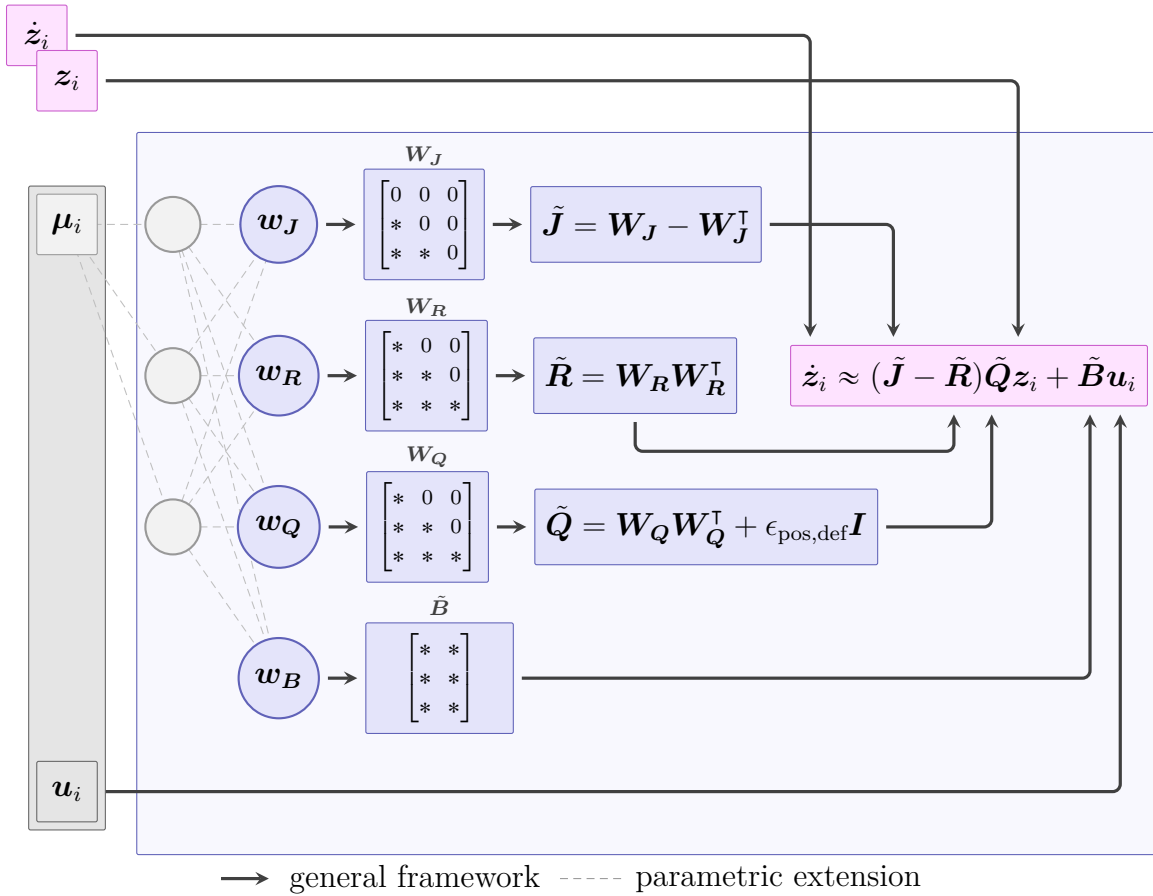 ż_i
z_i
W_J
μ_i
w_J
[0 0 0
* 0 0
* * 0]
J̃ = W_J − W_J^⊤
W_R
w_R
[* 0 0
* * 0
* * *]
R̃ = W_R W_R^⊤
ż_i ≈ (J̃ − R̃)Q̃z_i + B̃u_i
W_Q
w_Q
[* 0 0
* * 0
* * *]
Q̃ = W_Q W_Q^⊤ + ϵ_pos,def I
B̃
w_B
[* *
* *
* *]
u_i
general framework
parametric extension